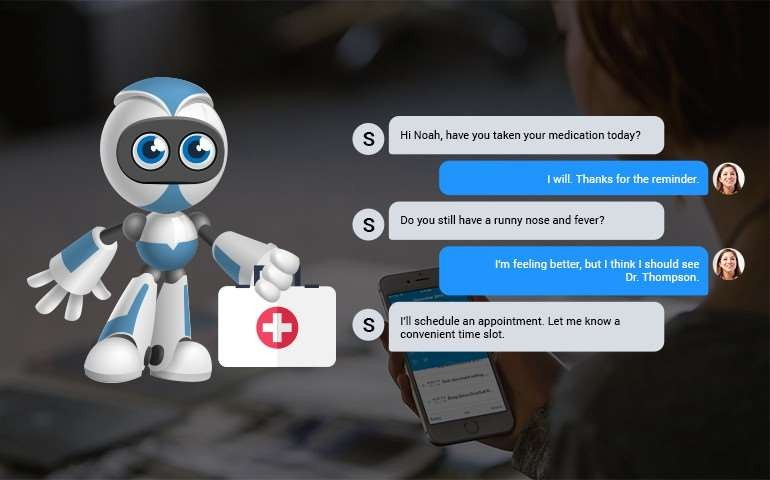 S
Hi Noah, have you taken your medication today?
I will. Thanks for the reminder.
S
Do you still have a runny nose and fever?
I'm feeling better, but I think I should see
Dr. Thompson.
S
I'll schedule an appointment. Let me know a
convenient time slot.